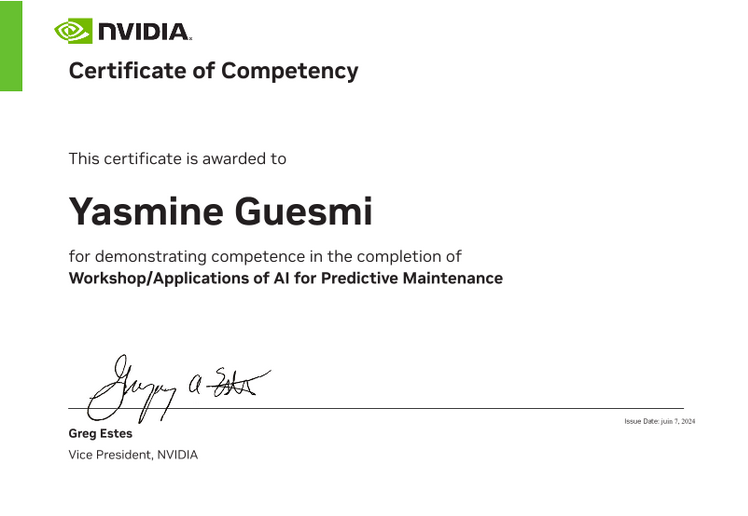 NVIDIA.
Certificate of Competency
This certificate is awarded to
Yasmine Guesmi
for demonstrating competence in the completion of
Workshop/Applications of AI for Predictive Maintenance
Gregory A Estes
Issue Date: juin 7, 2024
Greg Estes
Vice President, NVIDIA